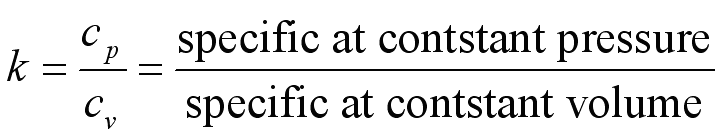 k = c_p / c_v = specific at contstant pressure / specific at contstant volume